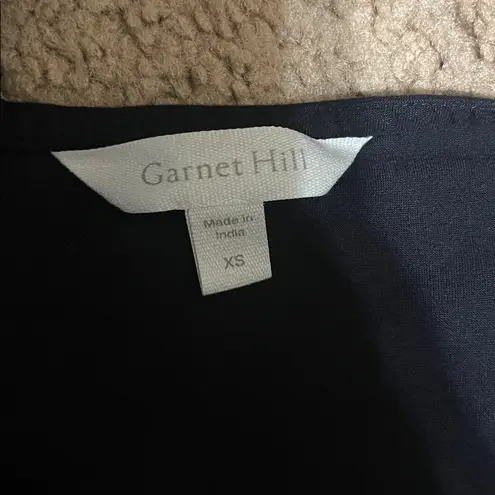 Garnet Hill
Made in
India
XS